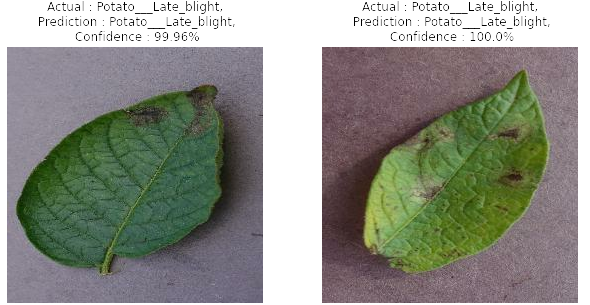 Actual : Potato___Late_blight,
Prediction : Potato___Late_blight,
Confidence : 99.96%
Actual : Potato___Late_blight,
Prediction : Potato___Late_blight,
Confidence : 100.0%